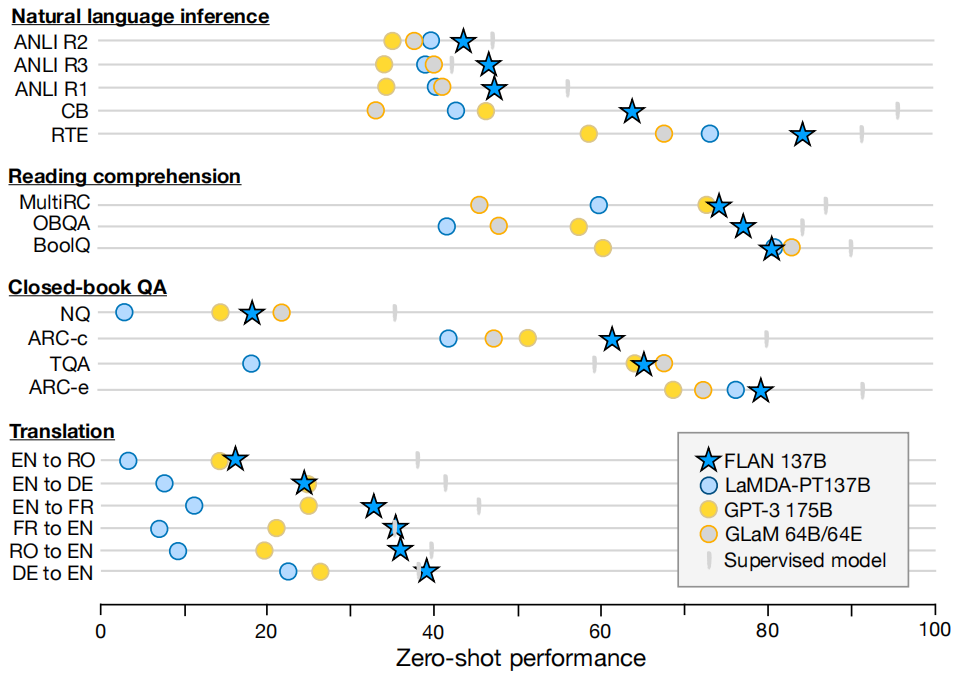 Natural language inference
ANLI R2
ANLI R3
ANLI R1
CB
RTE
Reading comprehension
MultiRC
OBQA
BoolQ
Closed-book QA
NQ
ARC-c
TQA
ARC-e
Translation
EN to RO
EN to DE
EN to FR
FR to EN
RO to EN
DE to EN
FLAN 137B
LaMDA-PT137B
GPT-3 175B
GLaM 64B/64E
Supervised model
0 20 40 60 80 100
Zero-shot performance